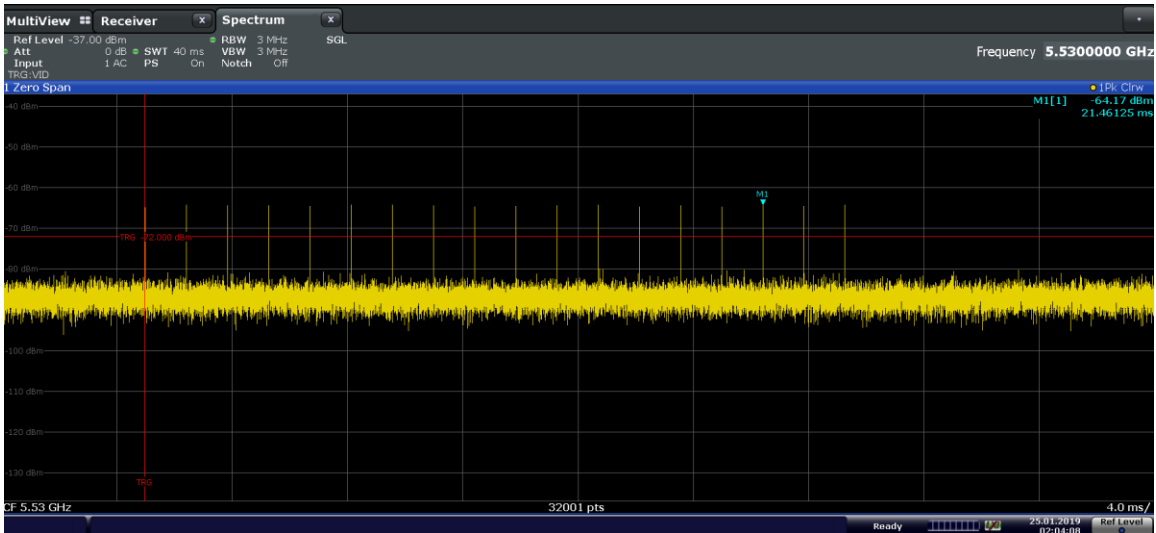 MultiView Receiver X Spectrum X
Ref Level -37.00 dBm RBW 3 MHz SGL
Att 0 dB SWT 40 ms VBW 3 MHz Frequency 5.5300000 GHz
Input 1 AC PS On Notch Off
TRG:VID
1 Zero Span 1Pk Clrw
-40 dBm M1[1] -64.17 dBm
21.46125 ms
-50 dBm
-60 dBm
M1
-70 dBm
TRG -72.000 dBm
-80 dBm
-100 dBm
-110 dBm
-120 dBm
-130 dBm
TRG
CF 5.53 GHz 32001 pts 4.0 ms/
Ready 25.01.2019 Ref Level
02:04:08